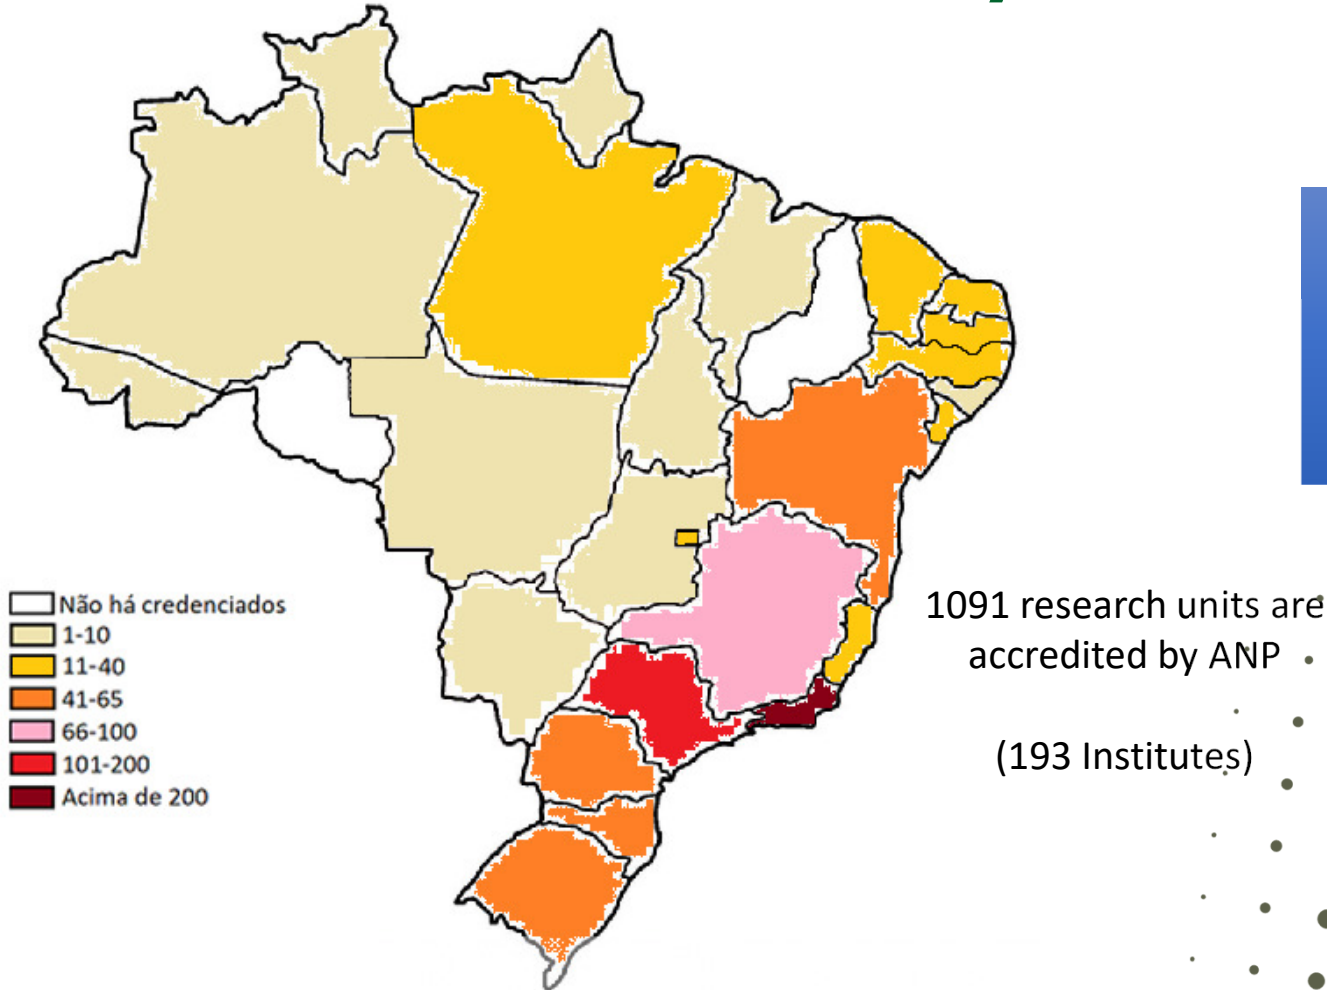 Não há credenciados
1-10
11-40
41-65
66-100
101-200
Acima de 200
1091 research units are
accredited by ANP
(193 Institutes)